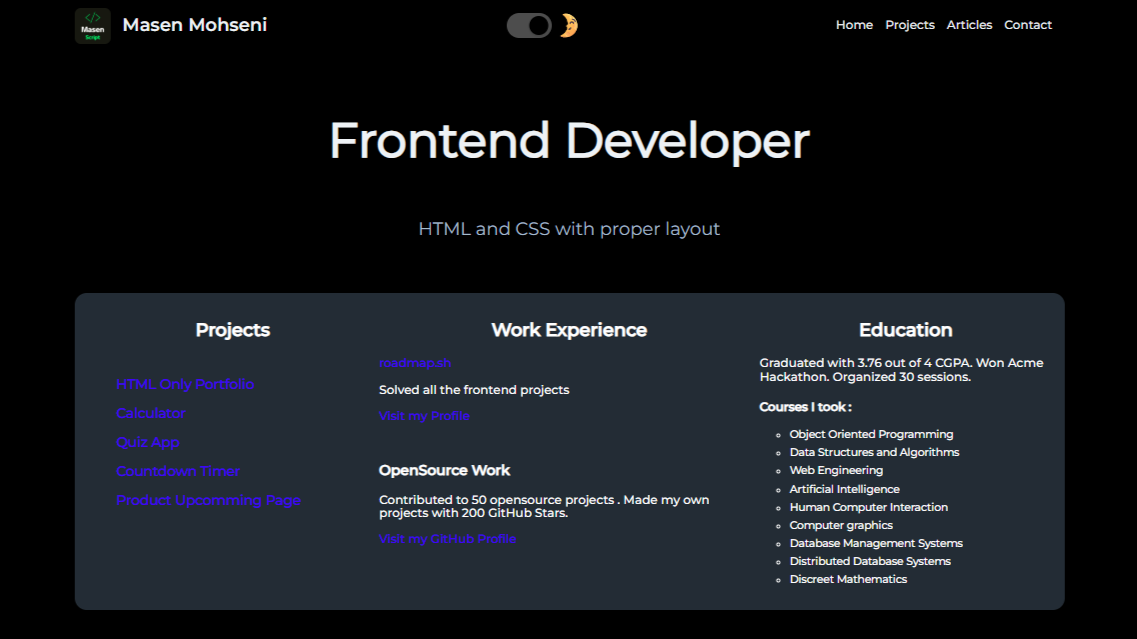 </>
Masen
Script
Masen Mohseni
Home Projects Articles Contact
Frontend Developer
HTML and CSS with proper layout
Projects
HTML Only Portfolio
Calculator
Quiz App
Countdown Timer
Product Upcomming Page
Work Experience
roadmap.sh
Solved all the frontend projects
Visit my Profile
OpenSource Work
Contributed to 50 opensource projects . Made my own
projects with 200 GitHub Stars.
Visit my GitHub Profile
Education
Graduated with 3.76 out of 4 CGPA. Won Acme
Hackathon. Organized 30 sessions.
Courses I took :
Object Oriented Programming
Data Structures and Algorithms
Web Engineering
Artificial Intelligence
Human Computer Interaction
Computer graphics
Database Management Systems
Distributed Database Systems
Discreet Mathematics